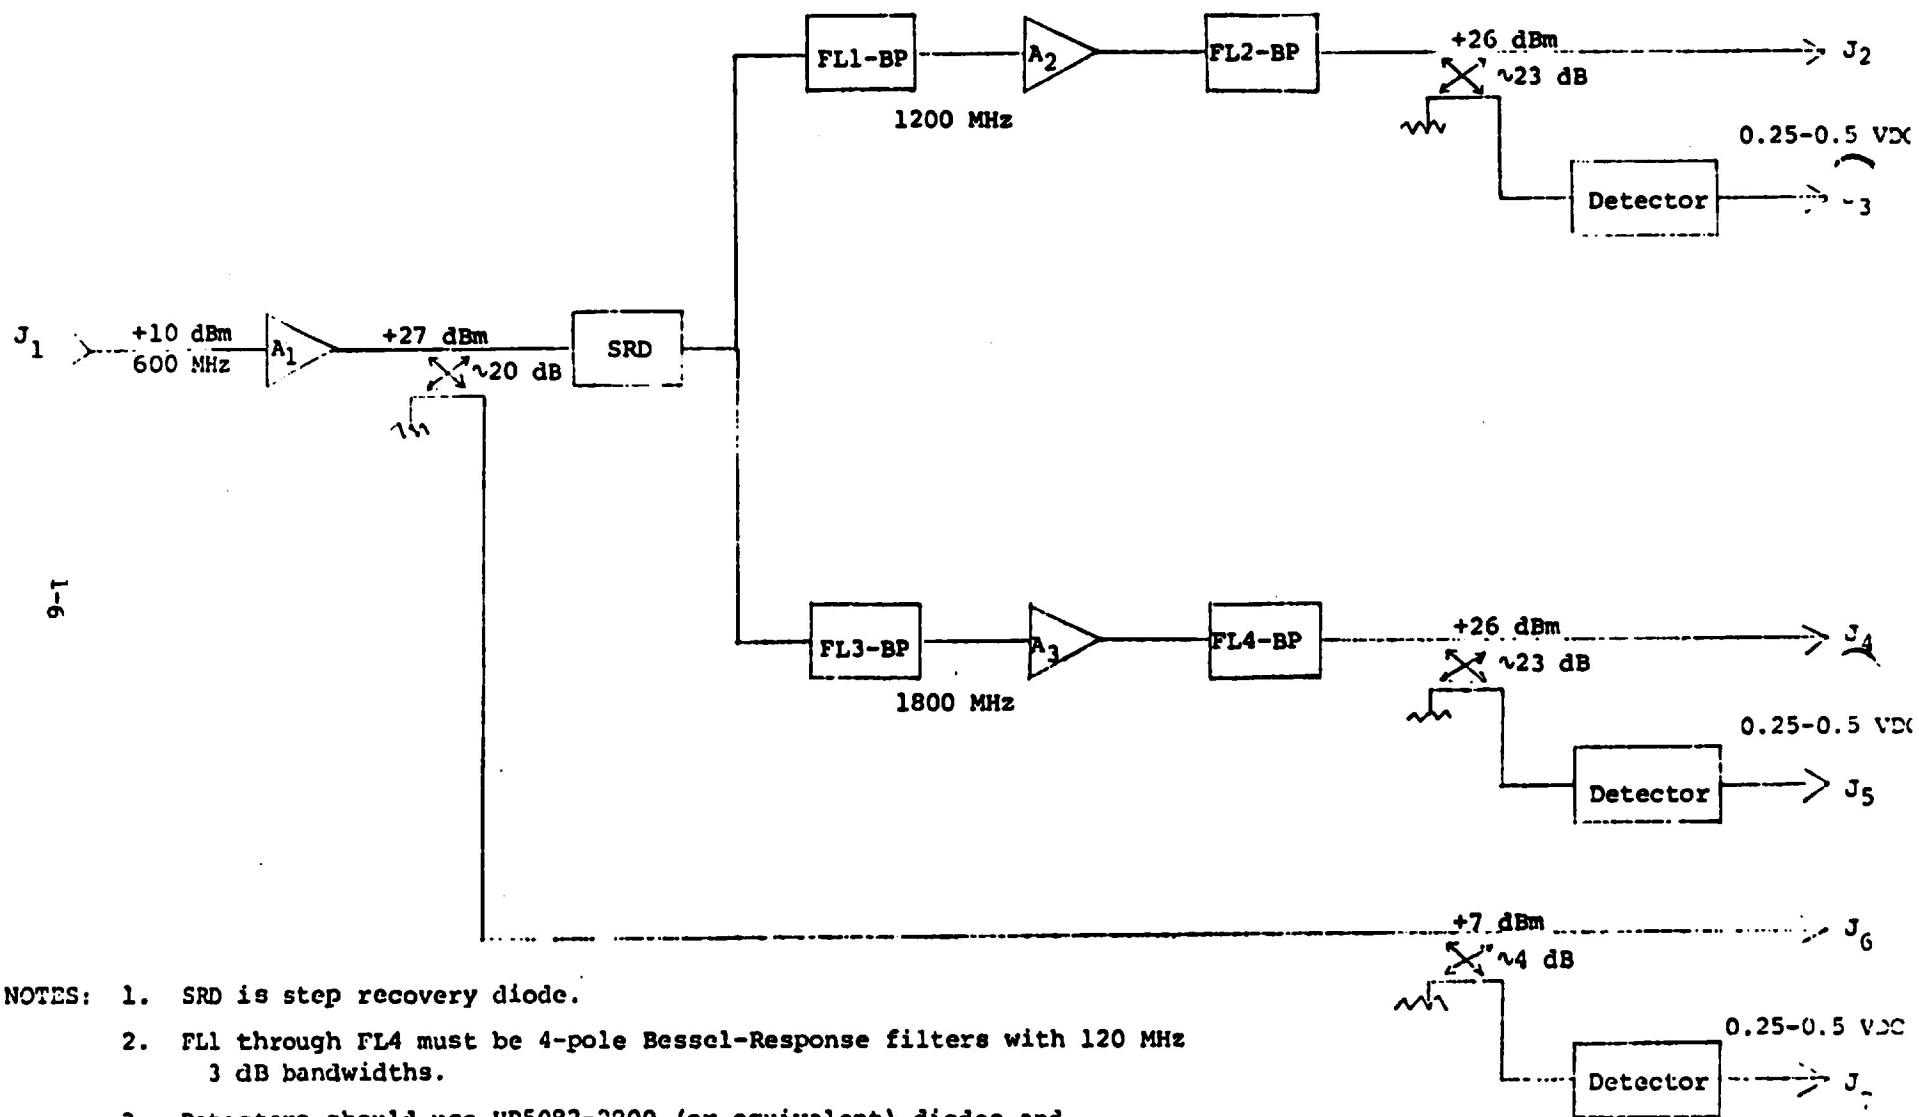 FL1-BP
A2
FL2-BP
+26 dBm
~23 dB
J2
1200 MHz
0.25-0.5 VDC
Detector
3
J1
+10 dBm
600 MHz
A1
+27 dBm
~20 dB
SRD
1-6
FL3-BP
A3
FL4-BP
+26 dBm
~23 dB
J4
1800 MHz
0.25-0.5 VDC
Detector
J5
+7 dBm
~4 dB
J6
0.25-0.5 VDC
Detector
J
NOTES: 1. SRD is step recovery diode.
2. FL1 through FL4 must be 4-pole Bessel-Response filters with 120 MHz
3 dB bandwidths.